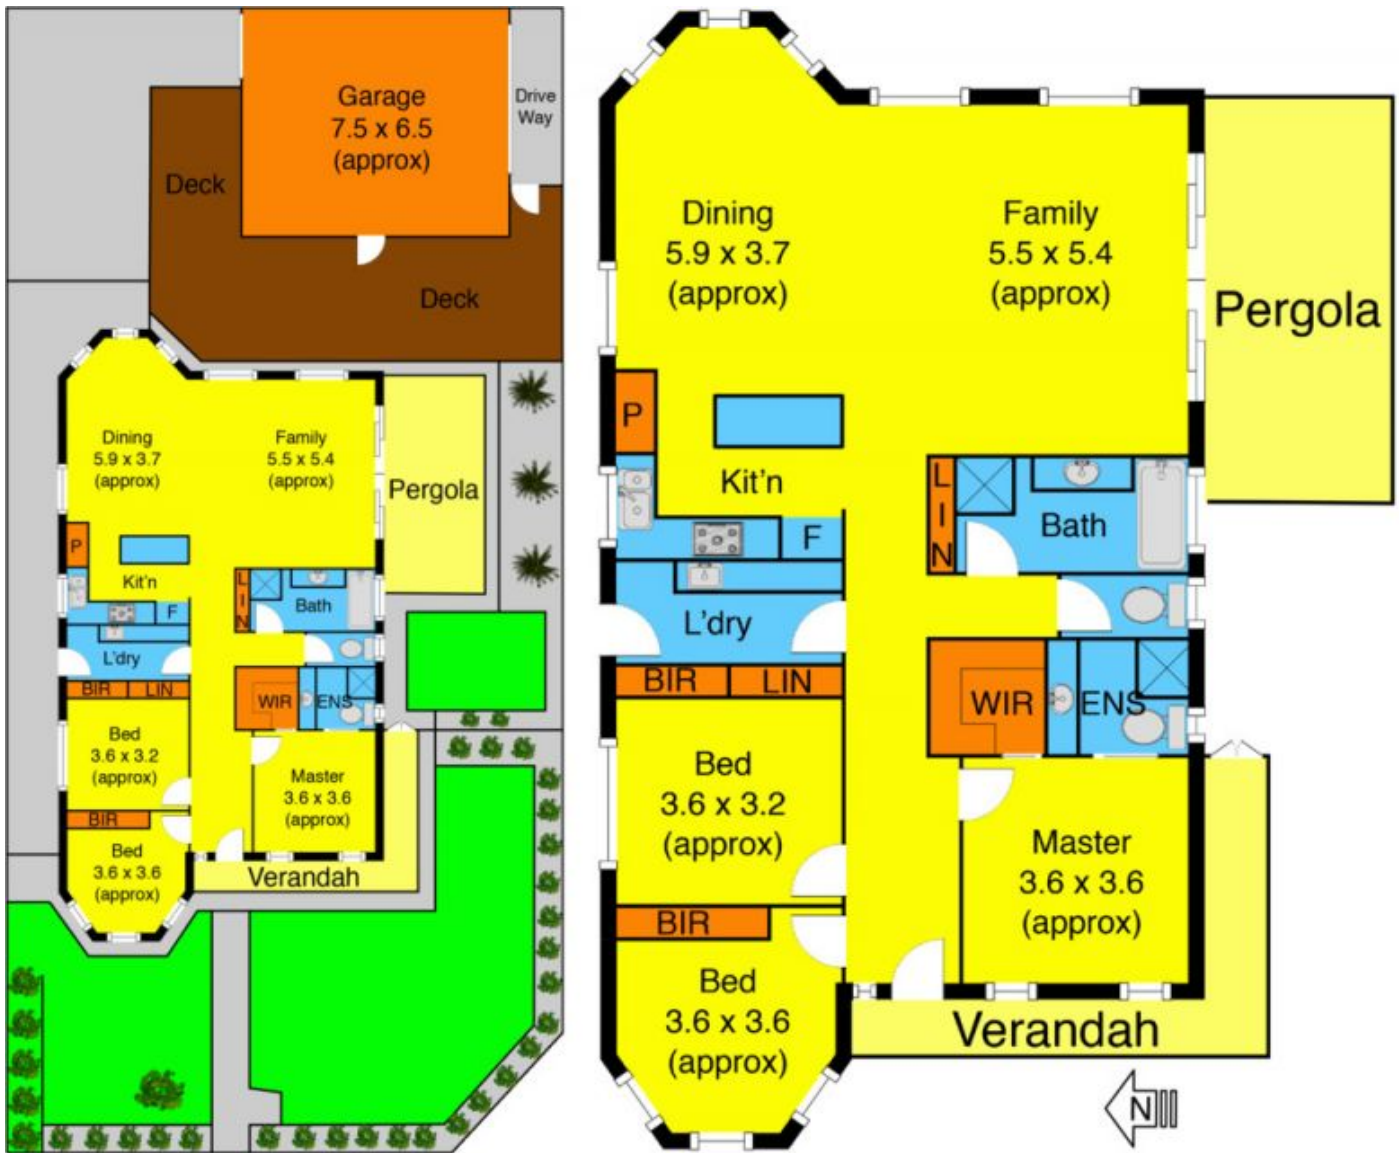 Garage
7.5 x 6.5
(approx)
Drive
Way
Deck
Deck
Dining
5.9 x 3.7
(approx)
Family
5.5 x 5.4
(approx)
Pergola
P
Kit'n
F
LIN
Bath
L'dry
BIR
LIN
WIR
ENS
Bed
3.6 x 3.2
(approx)
Master
3.6 x 3.6
(approx)
BIR
Bed
3.6 x 3.6
(approx)
Verandah
Dining
5.9 x 3.7
(approx)
Family
5.5 x 5.4
(approx)
Pergola
P
Kit'n
F
LIN
Bath
L'dry
BIR
LIN
WIR
ENS
Bed
3.6 x 3.2
(approx)
Master
3.6 x 3.6
(approx)
BIR
Bed
3.6 x 3.6
(approx)
Verandah
N